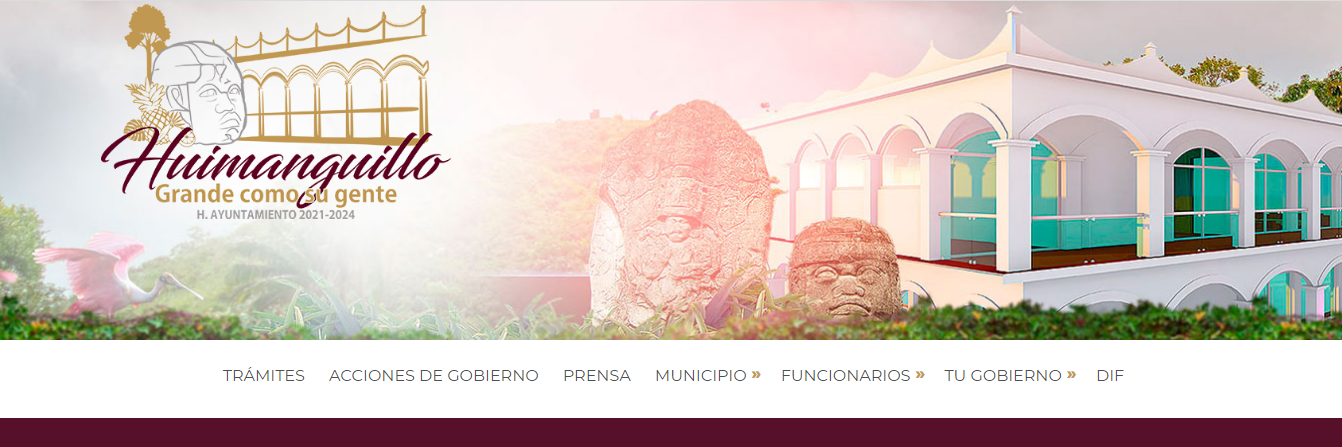 Huimanguillo
Grande como su gente
H. AYUNTAMIENTO 2021-2024
TRÁMITES ACCIONES DE GOBIERNO PRENSA MUNICIPIO » FUNCIONARIOS » TU GOBIERNO » DIF